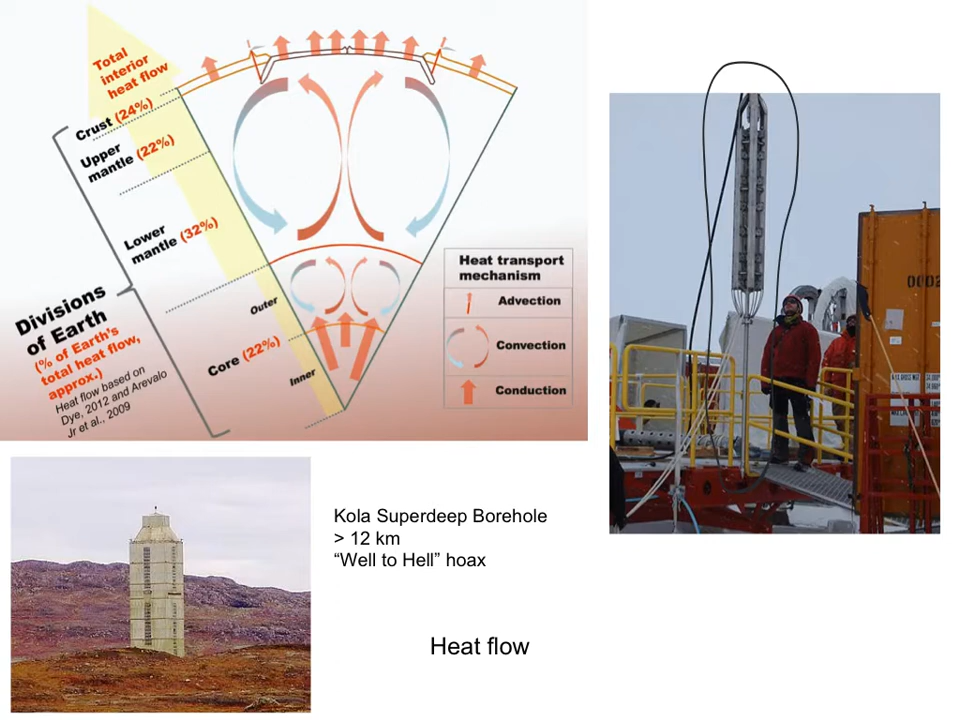 Total
interior
heat flow
Crust (24%)
Upper
mantle (22%)
Lower
mantle (32%)
Outer
Core (22%)
Inner
Divisions
of Earth
(% of Earth's
total heat flow,
approx.)
Heat flow based on
Dye, 2012 and Arevalo
Jr et al., 2009
Heat transport
mechanism
Advection
Convection
Conduction
Kola Superdeep Borehole
> 12 km
“Well to Hell” hoax
Heat flow